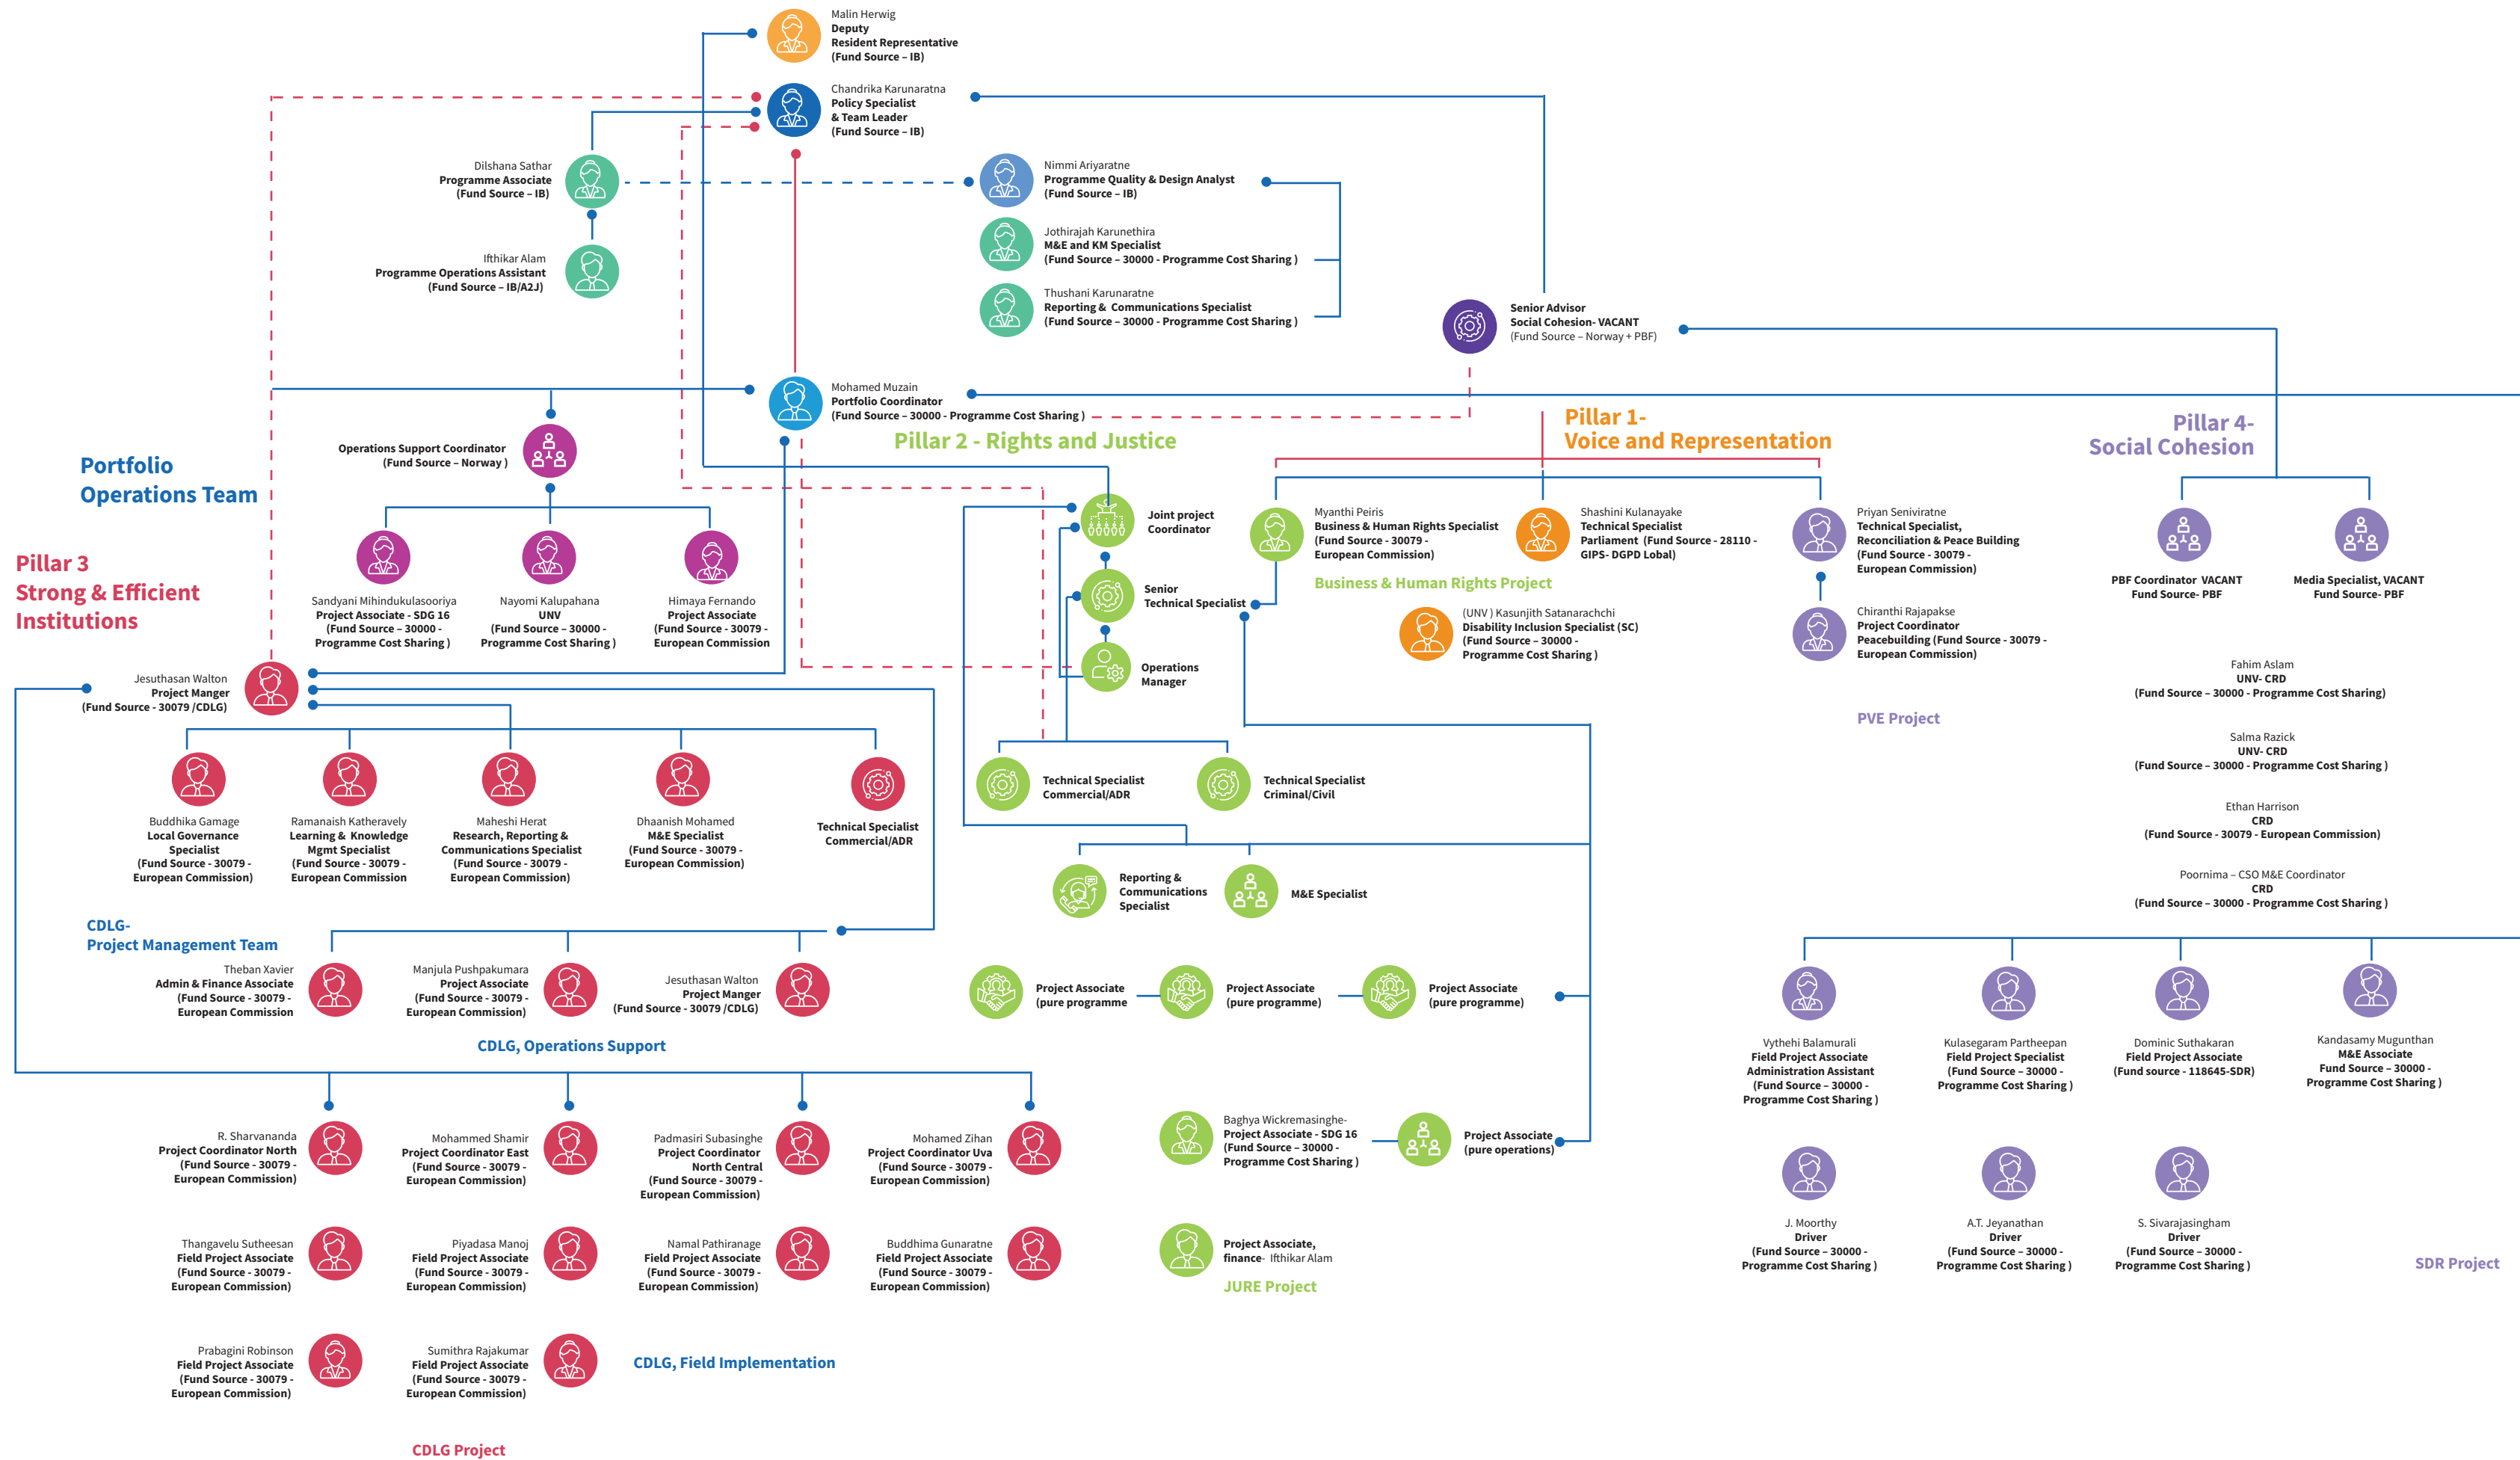 Malin Herwig
Deputy
Resident Representative
(Fund Source – IB)
Chandrika Karunaratna
Policy Specialist
& Team Leader
(Fund Source – IB)
Dilshana Sathar
Programme Associate
(Fund Source – IB)
Nimmi Ariyaratne
Programme Quality & Design Analyst
(Fund Source – IB)
Jothirajah Karunethira
M&E and KM Specialist
(Fund Source – 30000 - Programme Cost Sharing )
Ifthikar Alam
Programme Operations Assistant
(Fund Source – IB/A2J)
Thushani Karunaratne
Reporting & Communications Specialist
(Fund Source – 30000 - Programme Cost Sharing )
Senior Advisor
Social Cohesion- VACANT
(Fund Source – Norway + PBF)
Mohamed Muzain
Portfolio Coordinator
(Fund Source – 30000 - Programme Cost Sharing )
Pillar 2 - Rights and Justice
Pillar 1-
Voice and Representation
Pillar 4-
Social Cohesion
Operations Support Coordinator
(Fund Source – Norway )
Portfolio
Operations Team
Pillar 3
Strong & Efficient
Institutions
Sandyani Mihindukulasooriya
Project Associate - SDG 16
(Fund Source – 30000 -
Programme Cost Sharing )
Nayomi Kalupahana
UNV
(Fund Source – 30000 -
Programme Cost Sharing )
Himaya Fernando
Project Associate
(Fund Source - 30079 -
European Commission
Joint project
Coordinator
Senior
Technical Specialist
Operations
Manager
Myanthi Peiris
Business & Human Rights Specialist
(Fund Source - 30079 -
European Commission)
Business & Human Rights Project
Shashini Kulanayake
Technical Specialist
Parliament (Fund Source - 28110 -
GIPS- DGPD Lobal)
(UNV ) Kasunjith Satanarachchi
Disability Inclusion Specialist (SC)
(Fund Source – 30000 -
Programme Cost Sharing )
Priyan Seniviratne
Technical Specialist,
Reconciliation & Peace Building
(Fund Source - 30079 -
European Commission)
Chiranthi Rajapakse
Project Coordinator
Peacebuilding (Fund Source - 30079 -
European Commission)
PVE Project
PBF Coordinator VACANT
Fund Source- PBF
Media Specialist, VACANT
Fund Source- PBF
Fahim Aslam
UNV- CRD
(Fund Source – 30000 - Programme Cost Sharing)
Salma Razick
UNV- CRD
(Fund Source – 30000 - Programme Cost Sharing )
Ethan Harrison
CRD
(Fund Source - 30079 - European Commission)
Poornima – CSO M&E Coordinator
CRD
(Fund Source – 30000 - Programme Cost Sharing )
Jesuthasan Walton
Project Manger
(Fund Source - 30079 /CDLG)
Buddhika Gamage
Local Governance
Specialist
(Fund Source - 30079 -
European Commission)
Ramanaish Katheravely
Learning & Knowledge
Mgmt Specialist
(Fund Source - 30079 -
European Commission
Maheshi Herat
Research, Reporting &
Communications Specialist
(Fund Source - 30079 -
European Commission)
Dhaanish Mohamed
M&E Specialist
(Fund Source - 30079 -
European Commission)
Technical Specialist
Commercial/ADR
Technical Specialist
Commercial/ADR
Technical Specialist
Criminal/Civil
Reporting &
Communications
Specialist
M&E Specialist
CDLG-
Project Management Team
Theban Xavier
Admin & Finance Associate
(Fund Source - 30079 -
European Commission
Manjula Pushpakumara
Project Associate
(Fund Source - 30079 -
European Commission)
Jesuthasan Walton
Project Manger
(Fund Source - 30079 /CDLG)
CDLG, Operations Support
Project Associate
(pure programme
Project Associate
(pure programme)
Project Associate
(pure programme)
Vythehi Balamurali
Field Project Associate
Administration Assistant
(Fund Source – 30000 -
Programme Cost Sharing )
Kulasegaram Partheepan
Field Project Specialist
(Fund Source – 30000 -
Programme Cost Sharing )
Dominic Suthakaran
Field Project Associate
(Fund source - 118645-SDR)
Kandasamy Mugunthan
M&E Associate
Fund Source – 30000 -
Programme Cost Sharing )
R. Sharvananda
Project Coordinator North
(Fund Source - 30079 -
European Commission)
Mohammed Shamir
Project Coordinator East
(Fund Source - 30079 -
European Commission)
Padmasiri Subasinghe
Project Coordinator
North Central
(Fund Source - 30079 -
European Commission)
Mohamed Zihan
Project Coordinator Uva
(Fund Source - 30079 -
European Commission)
Baghya Wickremasinghe-
Project Associate - SDG 16
(Fund Source – 30000 -
Programme Cost Sharing )
Project Associate
(pure operations)
Thangavelu Sutheesan
Field Project Associate
(Fund Source - 30079 -
European Commission)
Piyadasa Manoj
Field Project Associate
(Fund Source - 30079 -
European Commission)
Namal Pathiranage
Field Project Associate
(Fund Source - 30079 -
European Commission)
Buddhima Gunaratne
Field Project Associate
(Fund Source - 30079 -
European Commission)
Project Associate,
finance- Ifthikar Alam
JURE Project
J. Moorthy
Driver
(Fund Source – 30000 -
Programme Cost Sharing )
A.T. Jeyanathan
Driver
(Fund Source – 30000 -
Programme Cost Sharing )
S. Sivarajasingham
Driver
(Fund Source – 30000 -
Programme Cost Sharing )
SDR Project
Prabagini Robinson
Field Project Associate
(Fund Source - 30079 -
European Commission)
Sumithra Rajakumar
Field Project Associate
(Fund Source - 30079 -
European Commission)
CDLG, Field Implementation
CDLG Project